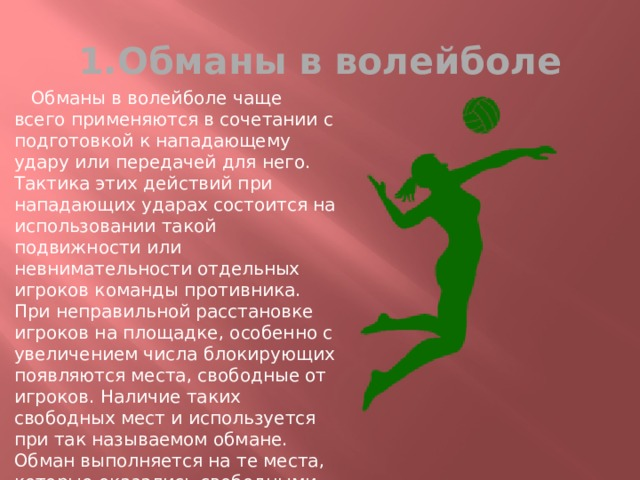 1.Обманы в волейболе
Обманы в волейболе чаще
всего применяются в сочетании с
подготовкой к нападающему
удару или передачей для него.
Тактика этих действий при
нападающих ударах состоится на
использовании такой
подвижности или
невнимательности отдельных
игроков команды противника.
При неправильной расстановке
игроков на площадке, особенно с
увеличением числа блокирующих
появляются места, свободные от
игроков. Наличие таких
свободных мест и используется
при так называемом обмане.
Обман выполняется на те места,
которые оказались свободными